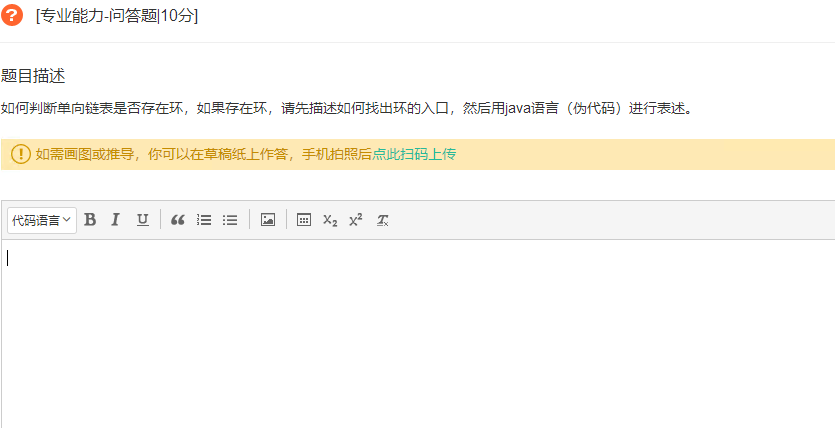 ?
[专业能力-问答题|10分]
题目描述
如何判断单向链表是否存在环，如果存在环，请先描述如何找出环的入口，然后用java语言（伪代码）进行表述。
! 如需画图或推导，你可以在草稿纸上作答，手机拍照后点此扫码上传
代码语言 B I U X₂ X² Tx